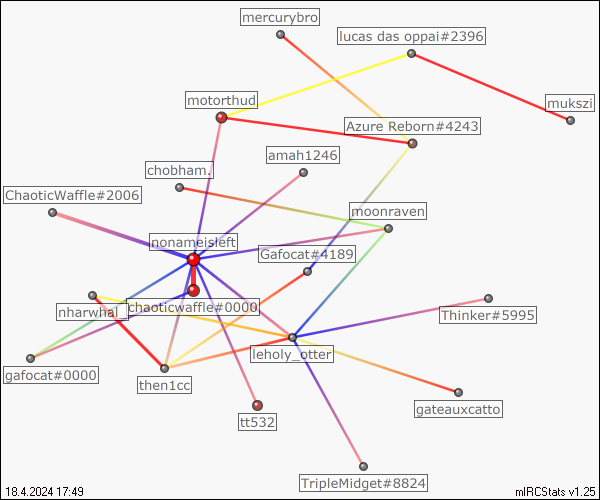 mercurybro
lucas das oppai#2396
motorthud
mukszi
Azure Reborn#4243
amah1246
chobham.
ChaoticWaffle#2006
moonraven
nonameisleft
Gafocat#4189
chaoticwaffle#0000
nharwhal_
Thinker#5995
leholy_otter
gafocat#0000
then1cc
gateauxcatto
tt532
TripleMidget#8824
18.4.2024 17:49
mIRCStats v1.25